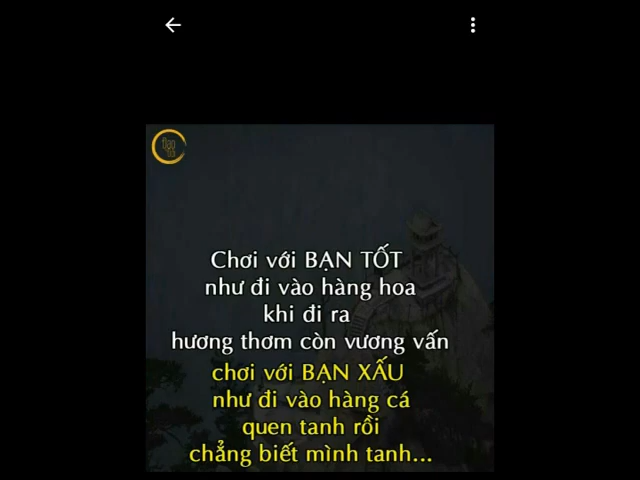 Chơi với BẠN TỐT
như đi vào hàng hoa
khi đi ra
hương thơm còn vương vấn
chơi với BẠN XẤU
như đi vào hàng cá
quen tanh rồi
chẳng biết mình tanh...